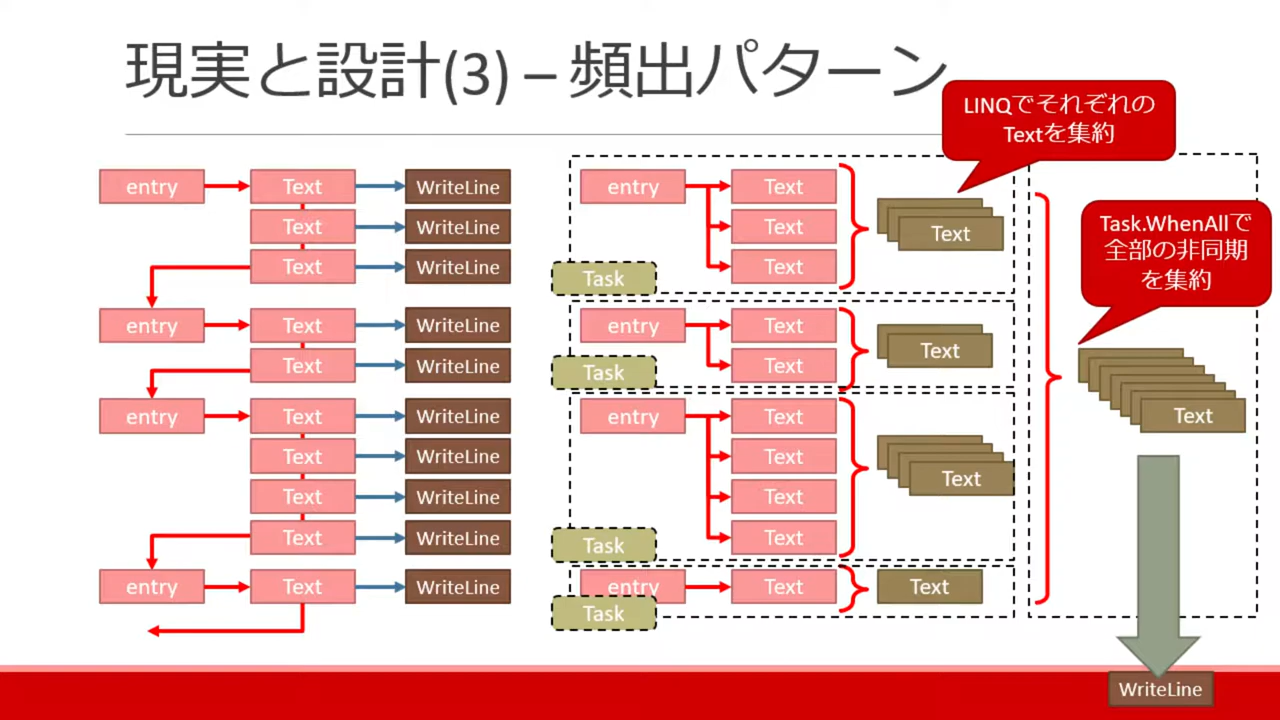 現実と設計(3) – 頻出パターン
LINQでそれぞれの
Textを集約
Task.WhenAllで
全部の非同期
を集約
entry Text WriteLine
Text WriteLine
Text WriteLine
entry Text WriteLine
Text WriteLine
entry Text WriteLine
Text WriteLine
Text WriteLine
Text WriteLine
entry Text WriteLine
entry Text
Text
Text
Text
Task
entry Text
Text
Text
Task
entry Text
Text
Text
Text
Text
Task
entry Text Text
Task
Text
WriteLine